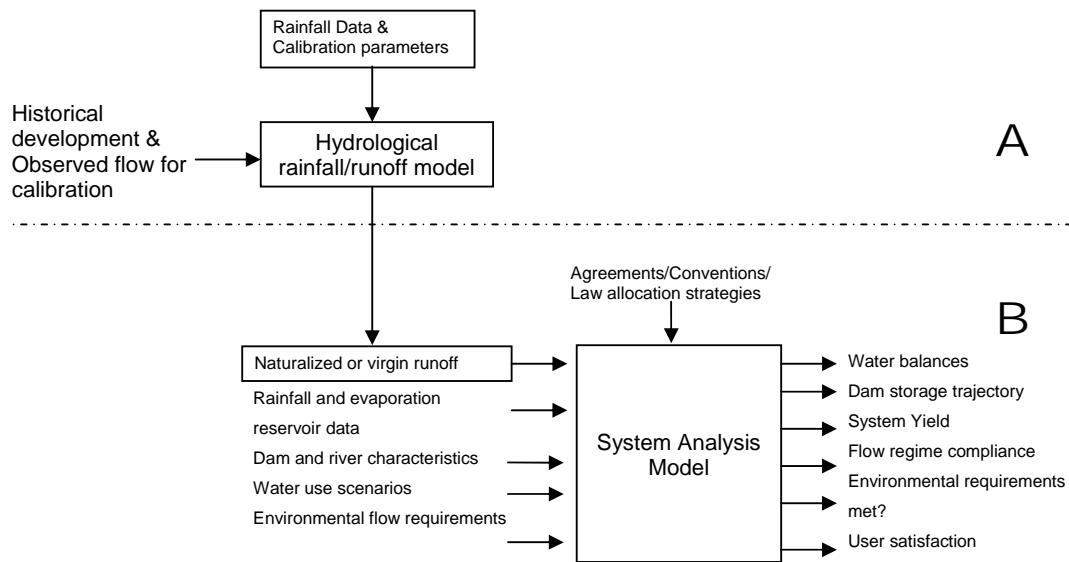 Rainfall Data &
Calibration parameters
Historical
development &
Observed flow for
calibration
Hydrological
rainfall/runoff model
A
Agreements/Conventions/
Law allocation strategies
B
Naturalized or virgin runoff
Rainfall and evaporation
reservoir data
Dam and river characteristics
Water use scenarios
Environmental flow requirements
System Analysis
Model
Water balances
Dam storage trajectory
System Yield
Flow regime compliance
Environmental requirements
met?
User satisfaction